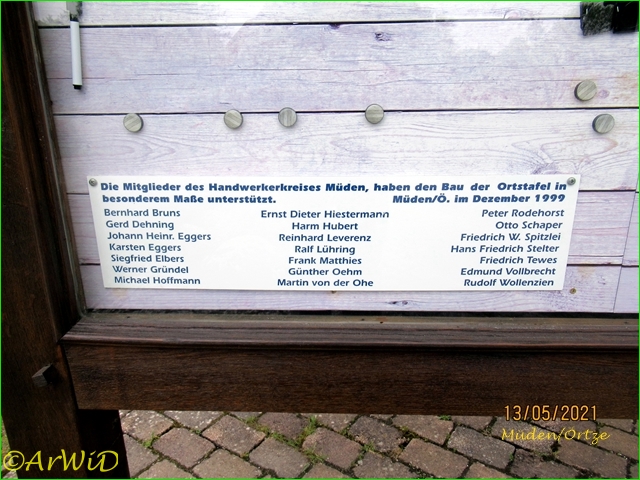 Die Mitglieder des Handwerkerkreises Müden, haben den Bau der Ortstafel in
besonderem Maße unterstützt. Müden/Ö. im Dezember 1999
Bernhard Bruns Ernst Dieter Hiestermann Peter Rodehorst
Gerd Dehning Harm Hubert Otto Schaper
Johann Heinr. Eggers Reinhard Leverenz Friedrich W. Spitzlei
Karsten Eggers Ralf Lühring Hans Friedrich Stelter
Siegfried Elbers Frank Matthies Friedrich Tewes
Werner Gründel Günther Oehm Edmund Vollbrecht
Michael Hoffmann Martin von der Ohe Rudolf Wollenzien
13/05/2021
Müden/Örtze
©ArWiD